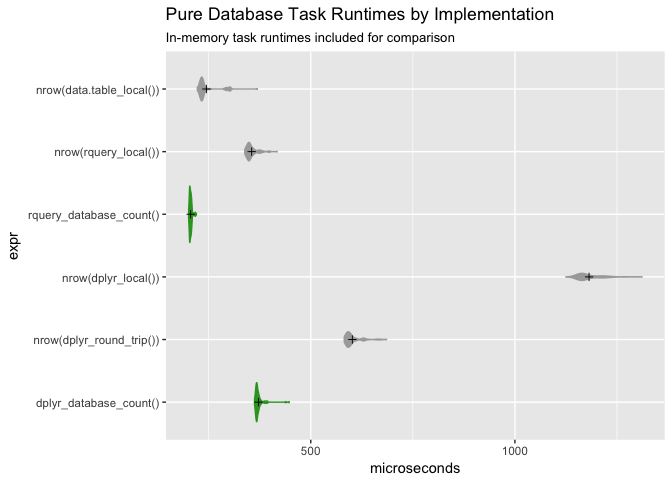 Pure Database Task Runtimes by Implementation
In-memory task runtimes included for comparison
nrow(data.table_local())
nrow(rquery_local())
rquery_database_count()
nrow(dplyr_local())
nrow(dplyr_round_trip())
dplyr_database_count()
expr
500
1000
microseconds